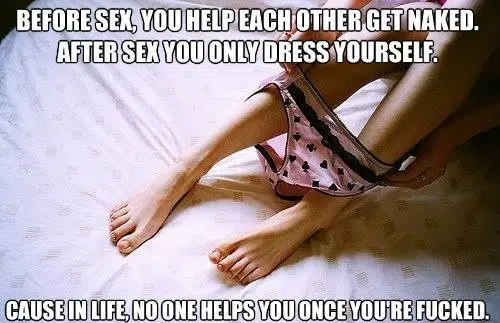 BEFORE SEX, YOU HELP EACH OTHER GET NAKED.
AFTER SEX YOU ONLY DRESS YOURSELF.
CAUSE IN LIFE, NO ONE HELPS YOU ONCE YOU'RE FUCKED.